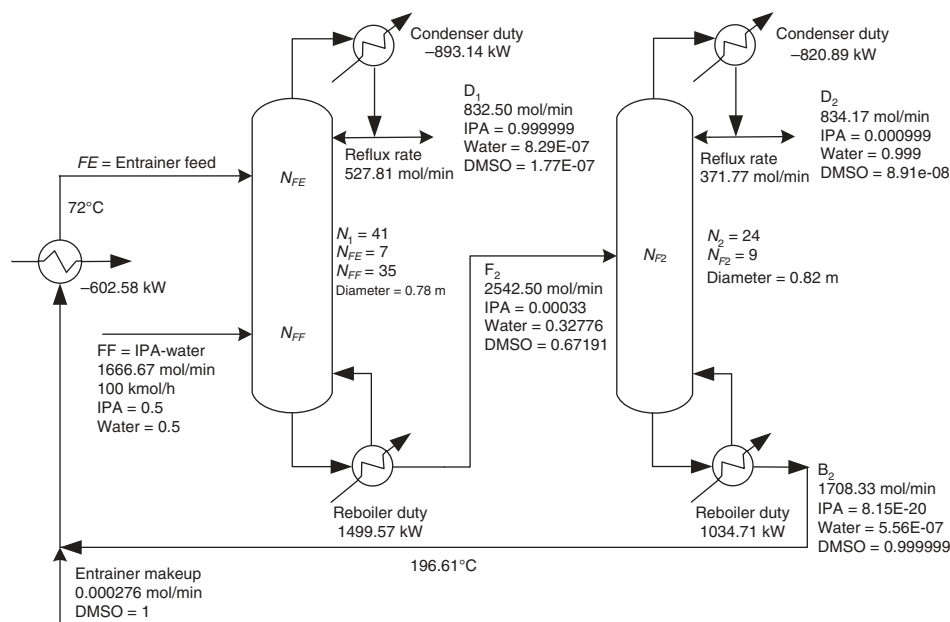 Condenser duty
–893.14 kW
D1
832.50 mol/min
IPA = 0.999999
Water = 8.29E-07
DMSO = 1.77E-07
Reflux rate
527.81 mol/min
FE = Entrainer feed
72°C
–602.58 kW
NFE
N1 = 41
NFE = 7
NFF = 35
Diameter = 0.78 m
NFF
FF = IPA-water
1666.67 mol/min
100 kmol/h
IPA = 0.5
Water = 0.5
Reboiler duty
1499.57 kW
F2
2542.50 mol/min
IPA = 0.00033
Water = 0.32776
DMSO = 0.67191
Condenser duty
–820.89 kW
D2
834.17 mol/min
IPA = 0.000999
Water = 0.999
DMSO = 8.91e-08
Reflux rate
371.77 mol/min
NF2
N2 = 24
NF2 = 9
Diameter = 0.82 m
Reboiler duty
1034.71 kW
B2
1708.33 mol/min
IPA = 8.15E-20
Water = 5.56E-07
DMSO = 0.999999
196.61°C
Entrainer makeup
0.000276 mol/min
DMSO = 1